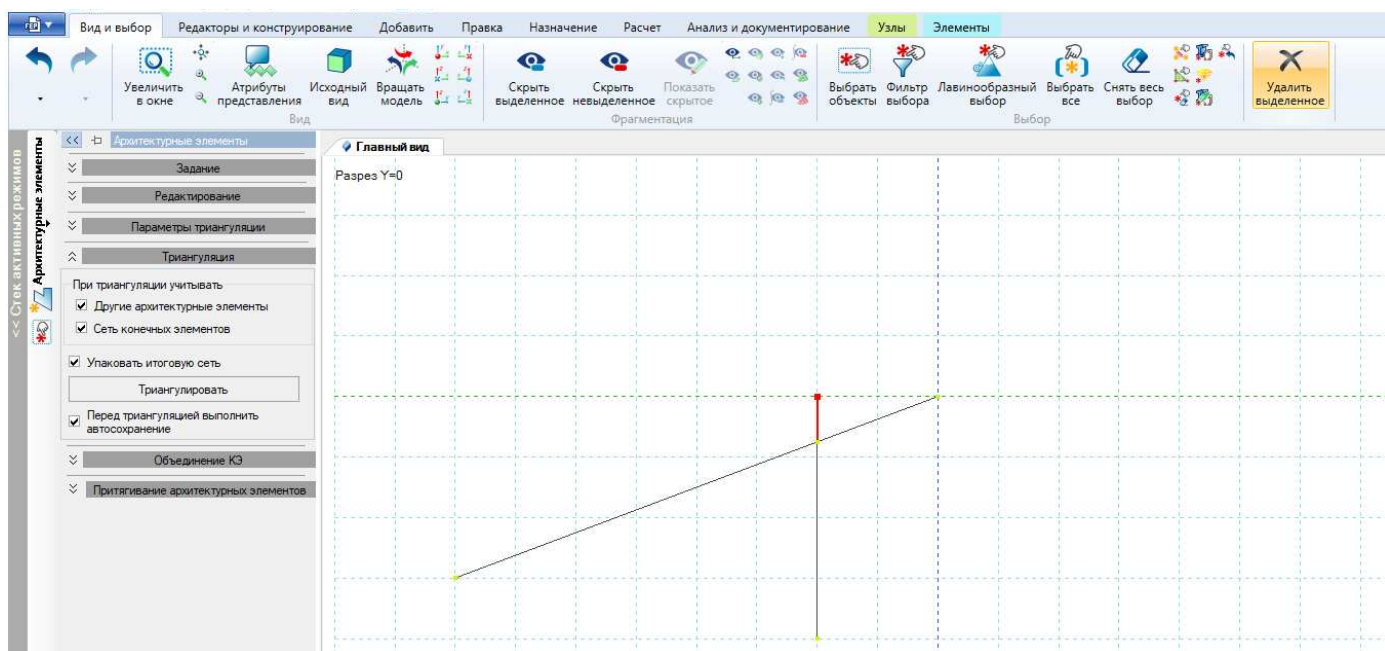 Вид и выбор Редакторы и конструирование Добавить Правка Назначение Расчет Анализ и документирование Узлы Элементы
Увеличить в окне
Атрибуты представления
Исходный вид
Вращать модель
Скрыть выделенное
Скрыть невыделенное
Показать скрытое
Выбрать объекты
Фильтр выбора
Лавинообразный выбор
Выбрать все
Снять весь выбор
Удалить выделенное
Вид Фрагментация Выбор
<< Стек активных режимов
Архитектурные элементы
<< Архитектурные элементы
Задание
Редактирование
Параметры триангуляции
Триангуляция
При триангуляции учитывать
Другие архитектурные элементы
Сеть конечных элементов
Упаковать итоговую сеть
Триангулировать
Перед триангуляцией выполнить
автосохранение
Объединение КЭ
Притягивание архитектурных элементов
Главный вид
Разрез Y=0